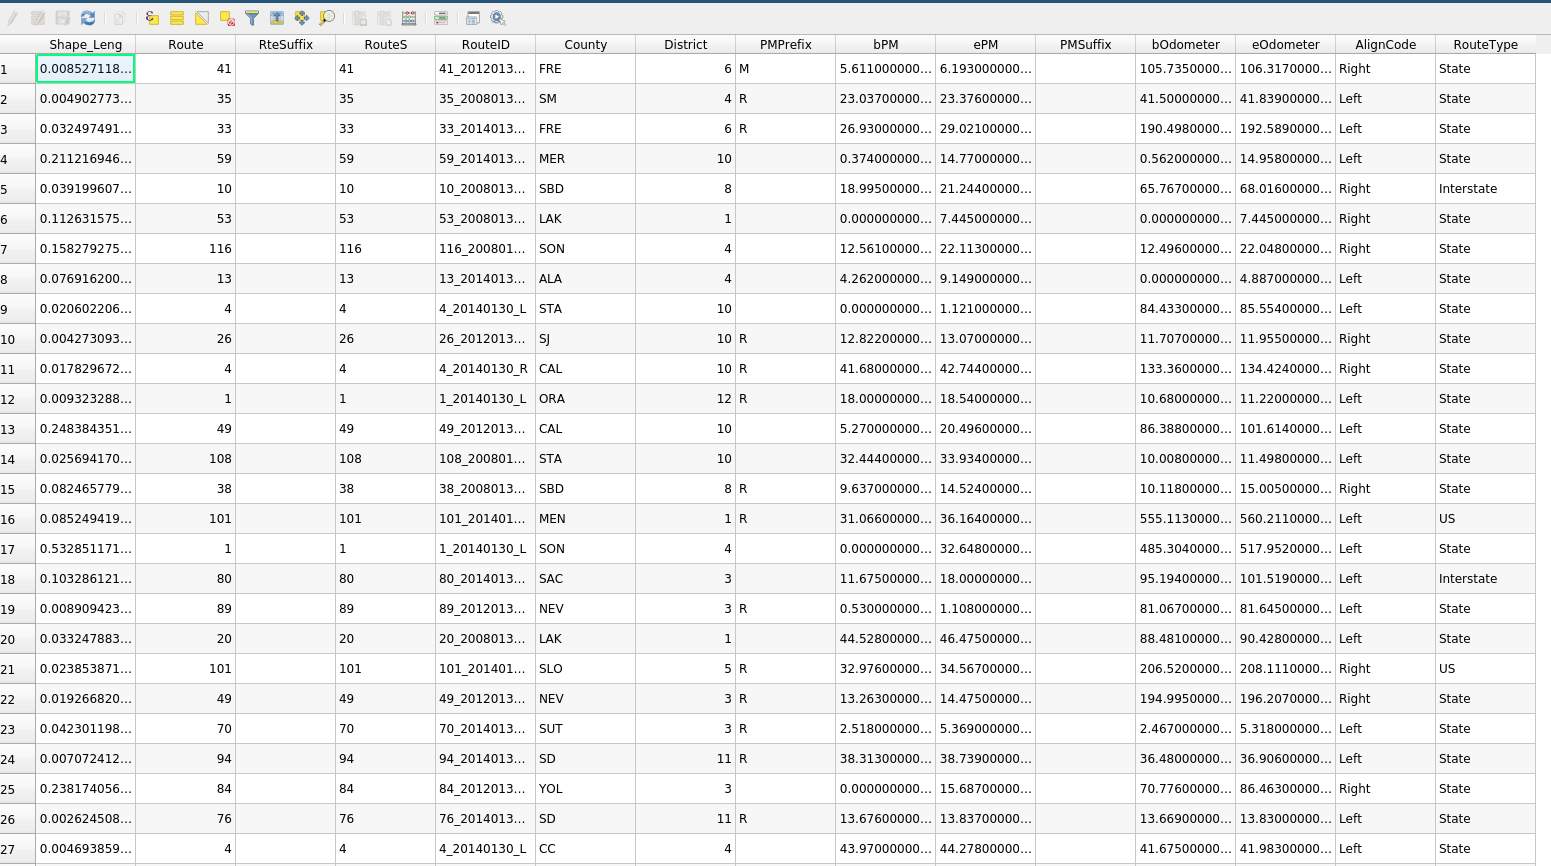 Shape_Leng Route RteSuffix RouteS RouteID County District PMPrefix bPM ePM PMSuffix bOdometer eOdometer AlignCode RouteType
1 0.008527118... 41 41 41_2012013... FRE 6 M 5.611000000... 6.193000000... 105.7350000... 106.3170000... Right State
2 0.004902773... 35 35 35_2008013... SM 4 R 23.03700000... 23.37600000... 41.50000000... 41.83900000... Left State
3 0.032497491... 33 33 33_2014013... FRE 6 R 26.93000000... 29.02100000... 190.4980000... 192.5890000... Left State
4 0.211216946... 59 59 59_2014013... MER 10 0.374000000... 14.77000000... 0.562000000... 14.95800000... Left State
5 0.039199607... 10 10 10_2008013... SBD 8 18.99500000... 21.24400000... 65.76700000... 68.01600000... Right Interstate
6 0.112631575... 53 53 53_2008013... LAK 1 0.000000000... 7.445000000... 0.000000000... 7.445000000... Right State
7 0.158279275... 116 116 116_200801... SON 4 12.56100000... 22.11300000... 12.49600000... 22.04800000... Right State
8 0.076916200... 13 13 13_2014013... ALA 4 4.262000000... 9.149000000... 0.000000000... 4.887000000... Left State
9 0.020602206... 4 4 4_20140130_L STA 10 0.000000000... 1.121000000... 84.43300000... 85.55400000... Left State
10 0.004273093... 26 26 26_2012013... SJ 10 R 12.82200000... 13.07000000... 11.70700000... 11.95500000... Right State
11 0.017829672... 4 4 4_20140130_R CAL 10 R 41.68000000... 42.74400000... 133.3600000... 134.4240000... Right State
12 0.009323288... 1 1 1_20140130_L ORA 12 R 18.00000000... 18.54000000... 10.68000000... 11.22000000... Left State
13 0.248384351... 49 49 49_2012013... CAL 10 5.270000000... 20.49600000... 86.38800000... 101.6140000... Left State
14 0.025694170... 108 108 108_200801... STA 10 32.44400000... 33.93400000... 10.00800000... 11.49800000... Left State
15 0.082465779... 38 38 38_2008013... SBD 8 R 9.637000000... 14.52400000... 10.11800000... 15.00500000... Right State
16 0.085249419... 101 101 101_201401... MEN 1 R 31.06600000... 36.16400000... 555.1130000... 560.2110000... Left US
17 0.532851171... 1 1 1_20140130_L SON 4 0.000000000... 32.64800000... 485.3040000... 517.9520000... Left State
18 0.103286121... 80 80 80_2014013... SAC 3 11.67500000... 18.00000000... 95.19400000... 101.5190000... Left Interstate
19 0.008909423... 89 89 89_2012013... NEV 3 R 0.530000000... 1.108000000... 81.06700000... 81.64500000... Left State
20 0.033247883... 20 20 20_2008013... LAK 1 44.52800000... 46.47500000... 88.48100000... 90.42800000... Left State
21 0.023853871... 101 101 101_201401... SLO 5 R 32.97600000... 34.56700000... 206.5200000... 208.1110000... Right US
22 0.019266820... 49 49 49_2012013... NEV 3 R 13.26300000... 14.47500000... 194.9950000... 196.2070000... Right State
23 0.042301198... 70 70 70_2014013... SUT 3 R 2.518000000... 5.369000000... 2.467000000... 5.318000000... Left State
24 0.007072412... 94 94 94_2014013... SD 11 R 38.31300000... 38.73900000... 36.48000000... 36.90600000... Left State
25 0.238174056... 84 84 84_2012013... YOL 3 0.000000000... 15.68700000... 70.77600000... 86.46300000... Right State
26 0.002624508... 76 76 76_2014013... SD 11 R 13.67600000... 13.83700000... 13.66900000... 13.83000000... Left State
27 0.004693859... 4 4 4_20140130_L CC 4 43.97000000... 44.27800000... 41.67500000... 41.98300000... Left State